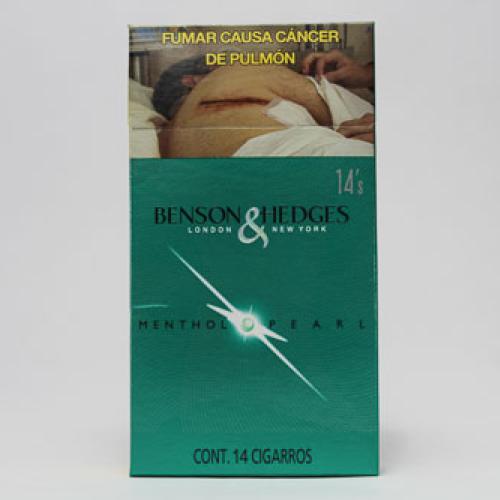 FUMAR CAUSA CÁNCER
DE PULMÓN
14's
BENSON & HEDGES
LONDON NEW YORK
MENTHOL PEARL
CONT. 14 CIGARROS